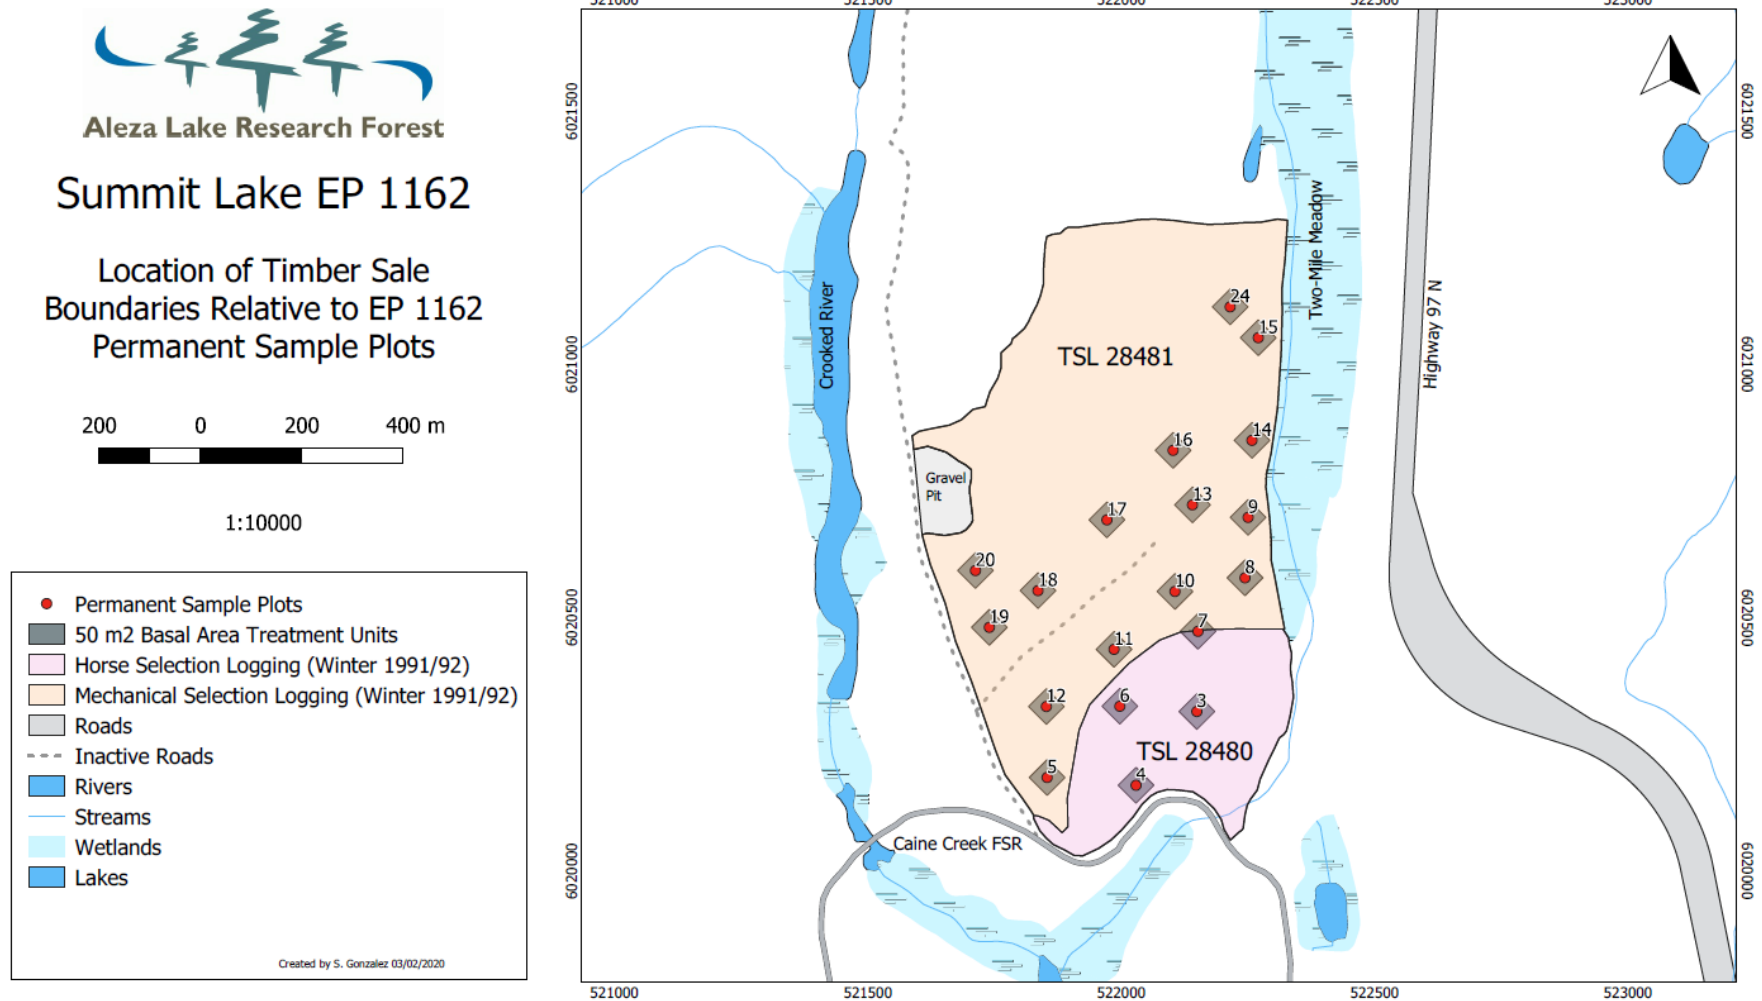 Aleza Lake Research Forest
Summit Lake EP 1162
Location of Timber Sale
Boundaries Relative to EP 1162
Permanent Sample Plots
200 0 200 400 m
1:10000
Permanent Sample Plots
50 m2 Basal Area Treatment Units
Horse Selection Logging (Winter 1991/92)
Mechanical Selection Logging (Winter 1991/92)
Roads
Inactive Roads
Rivers
Streams
Wetlands
Lakes
Created by S. Gonzalez 03/02/2020
521000 521500 522000 522500 523000
6021500
6021000
6020500
6020000
6021500
6021000
6020500
6020000
Crooked River
Two-Mile Meadow
Highway 97 N
24
15
TSL 28481
14
16
Gravel
Pit
13
17
9
20
18
10
8
19
11
7
12
6
3
TSL 28480
5
4
Caine Creek FSR
521000 521500 522000 522500 523000